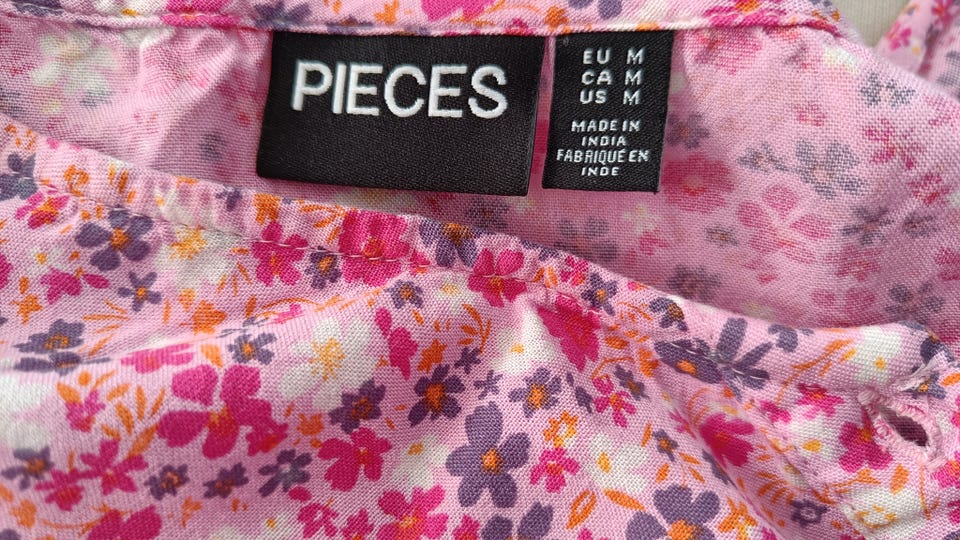 PIECES
EU M
CA M
US M
MADE IN
INDIA
FABRIQUÉ EN
INDE